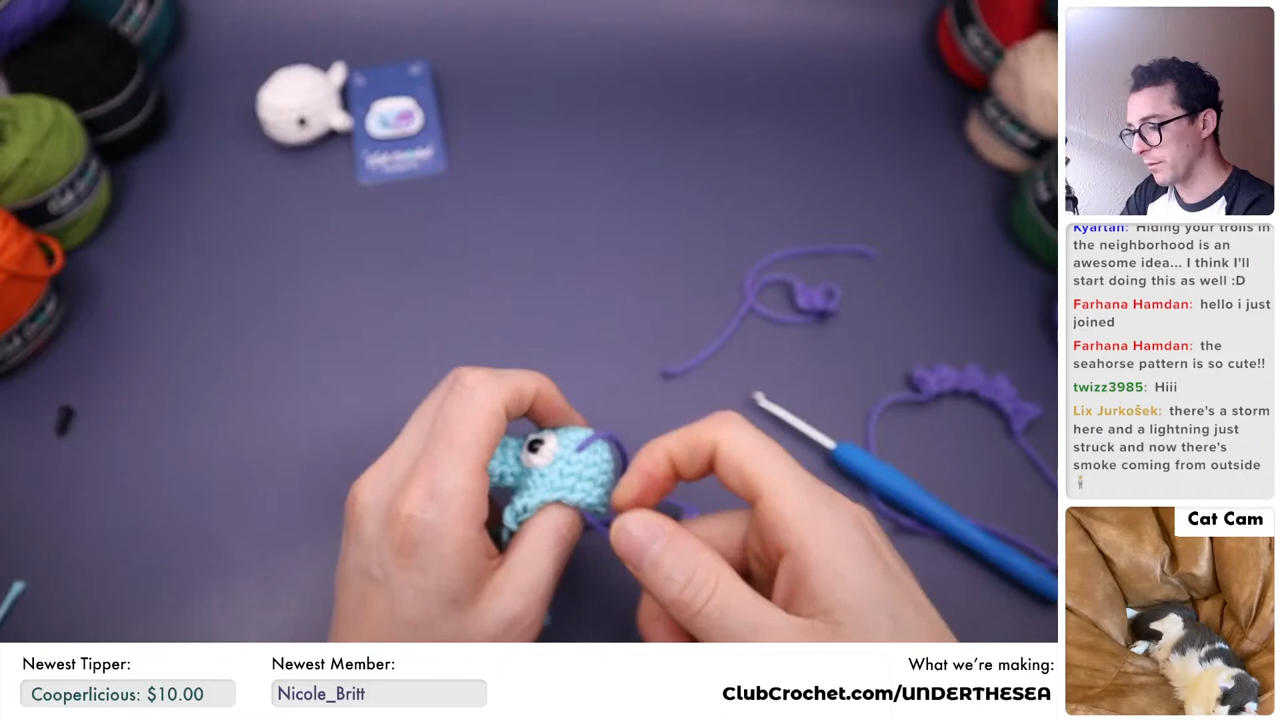 Kyartan: Hiding your trolls in
the neighborhood is an
awesome idea... I think I'll
start doing this as well :D
Farhana Hamdan: hello i just
joined
Farhana Hamdan: the
seahorse pattern is so cute!!
twizz3985: Hiii
Lix Jurkošek: there's a storm
here and a lightning just
struck and now there's
smoke coming from outside
Cat Cam
Newest Tipper:
Cooperlicious: $10.00
Newest Member:
Nicole_Britt
What we're making:
ClubCrochet.com/UNDERTHESEA